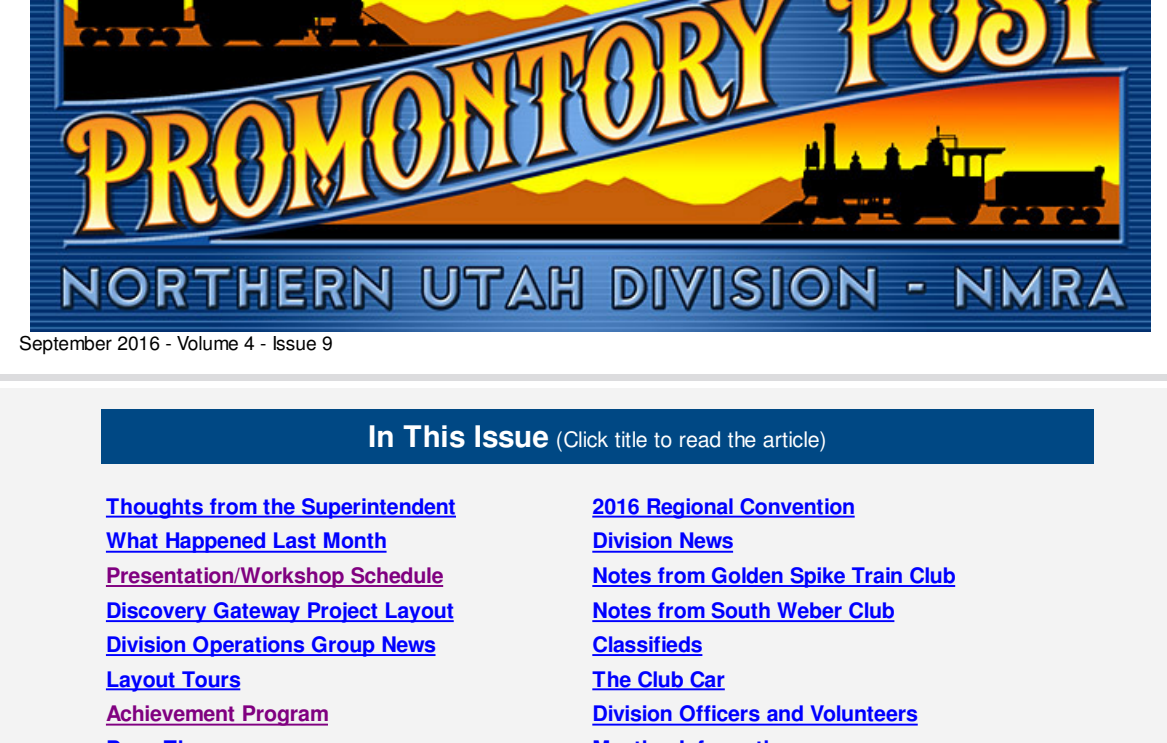 PROMONTORY POST
NORTHERN UTAH DIVISION - NMRA
September 2016 - Volume 4 - Issue 9
In This Issue (Click title to read the article)
Thoughts from the Superintendent
What Happened Last Month
Presentation/Workshop Schedule
Discovery Gateway Project Layout
Division Operations Group News
Layout Tours
Achievement Program
2016 Regional Convention
Division News
Notes from Golden Spike Train Club
Notes from South Weber Club
Classifieds
The Club Car
Division Officers and Volunteers